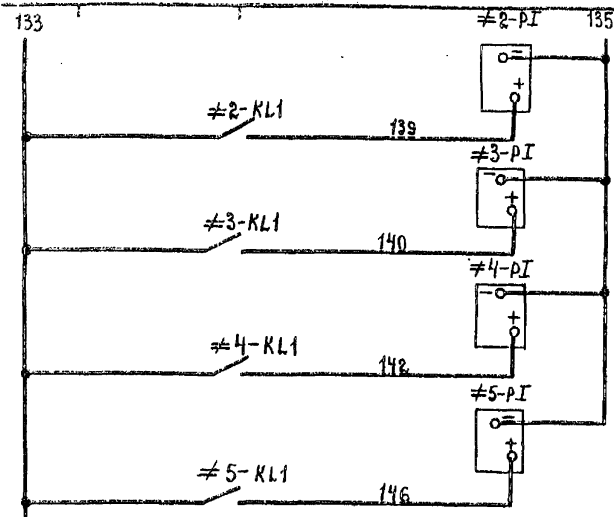 133
≠2-PI
135
=
+
≠2-KL1
139
≠3-PI
-
+
≠3-KL1
140
≠4-PI
-
+
≠4-KL1
142
≠5-PI
=
+
≠5-KL1
146